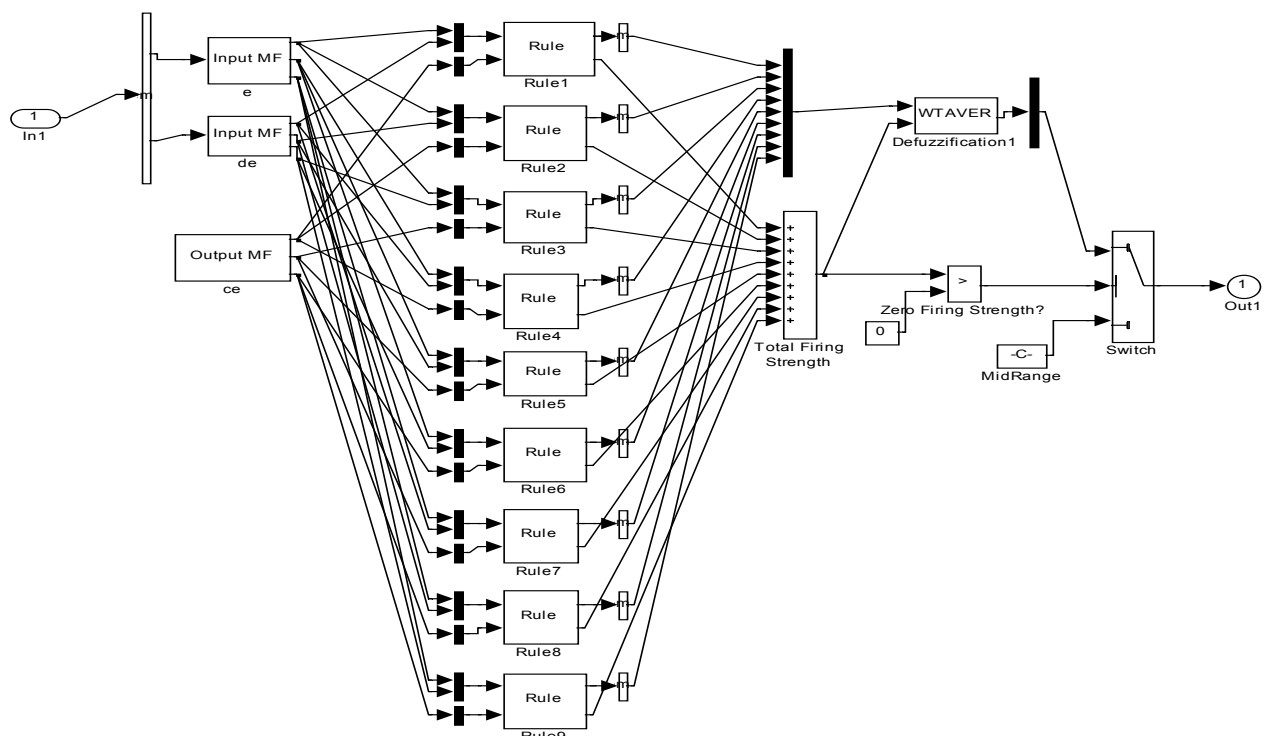 1
In1
m
Input MF
e
Input MF
de
Output MF
ce
Rule
Rule1
m
Rule
Rule2
m
Rule
Rule3
m
Rule
Rule4
m
Rule
Rule5
m
Rule
Rule6
m
Rule
Rule7
m
Rule
Rule8
m
Rule
Rule9
m
+
+
+
+
+
+
+
+
+
Total Firing
Strength
WTAVER
Defuzzification1
>
Zero Firing Strength?
0
-C-
MidRange
Switch
1
Out1